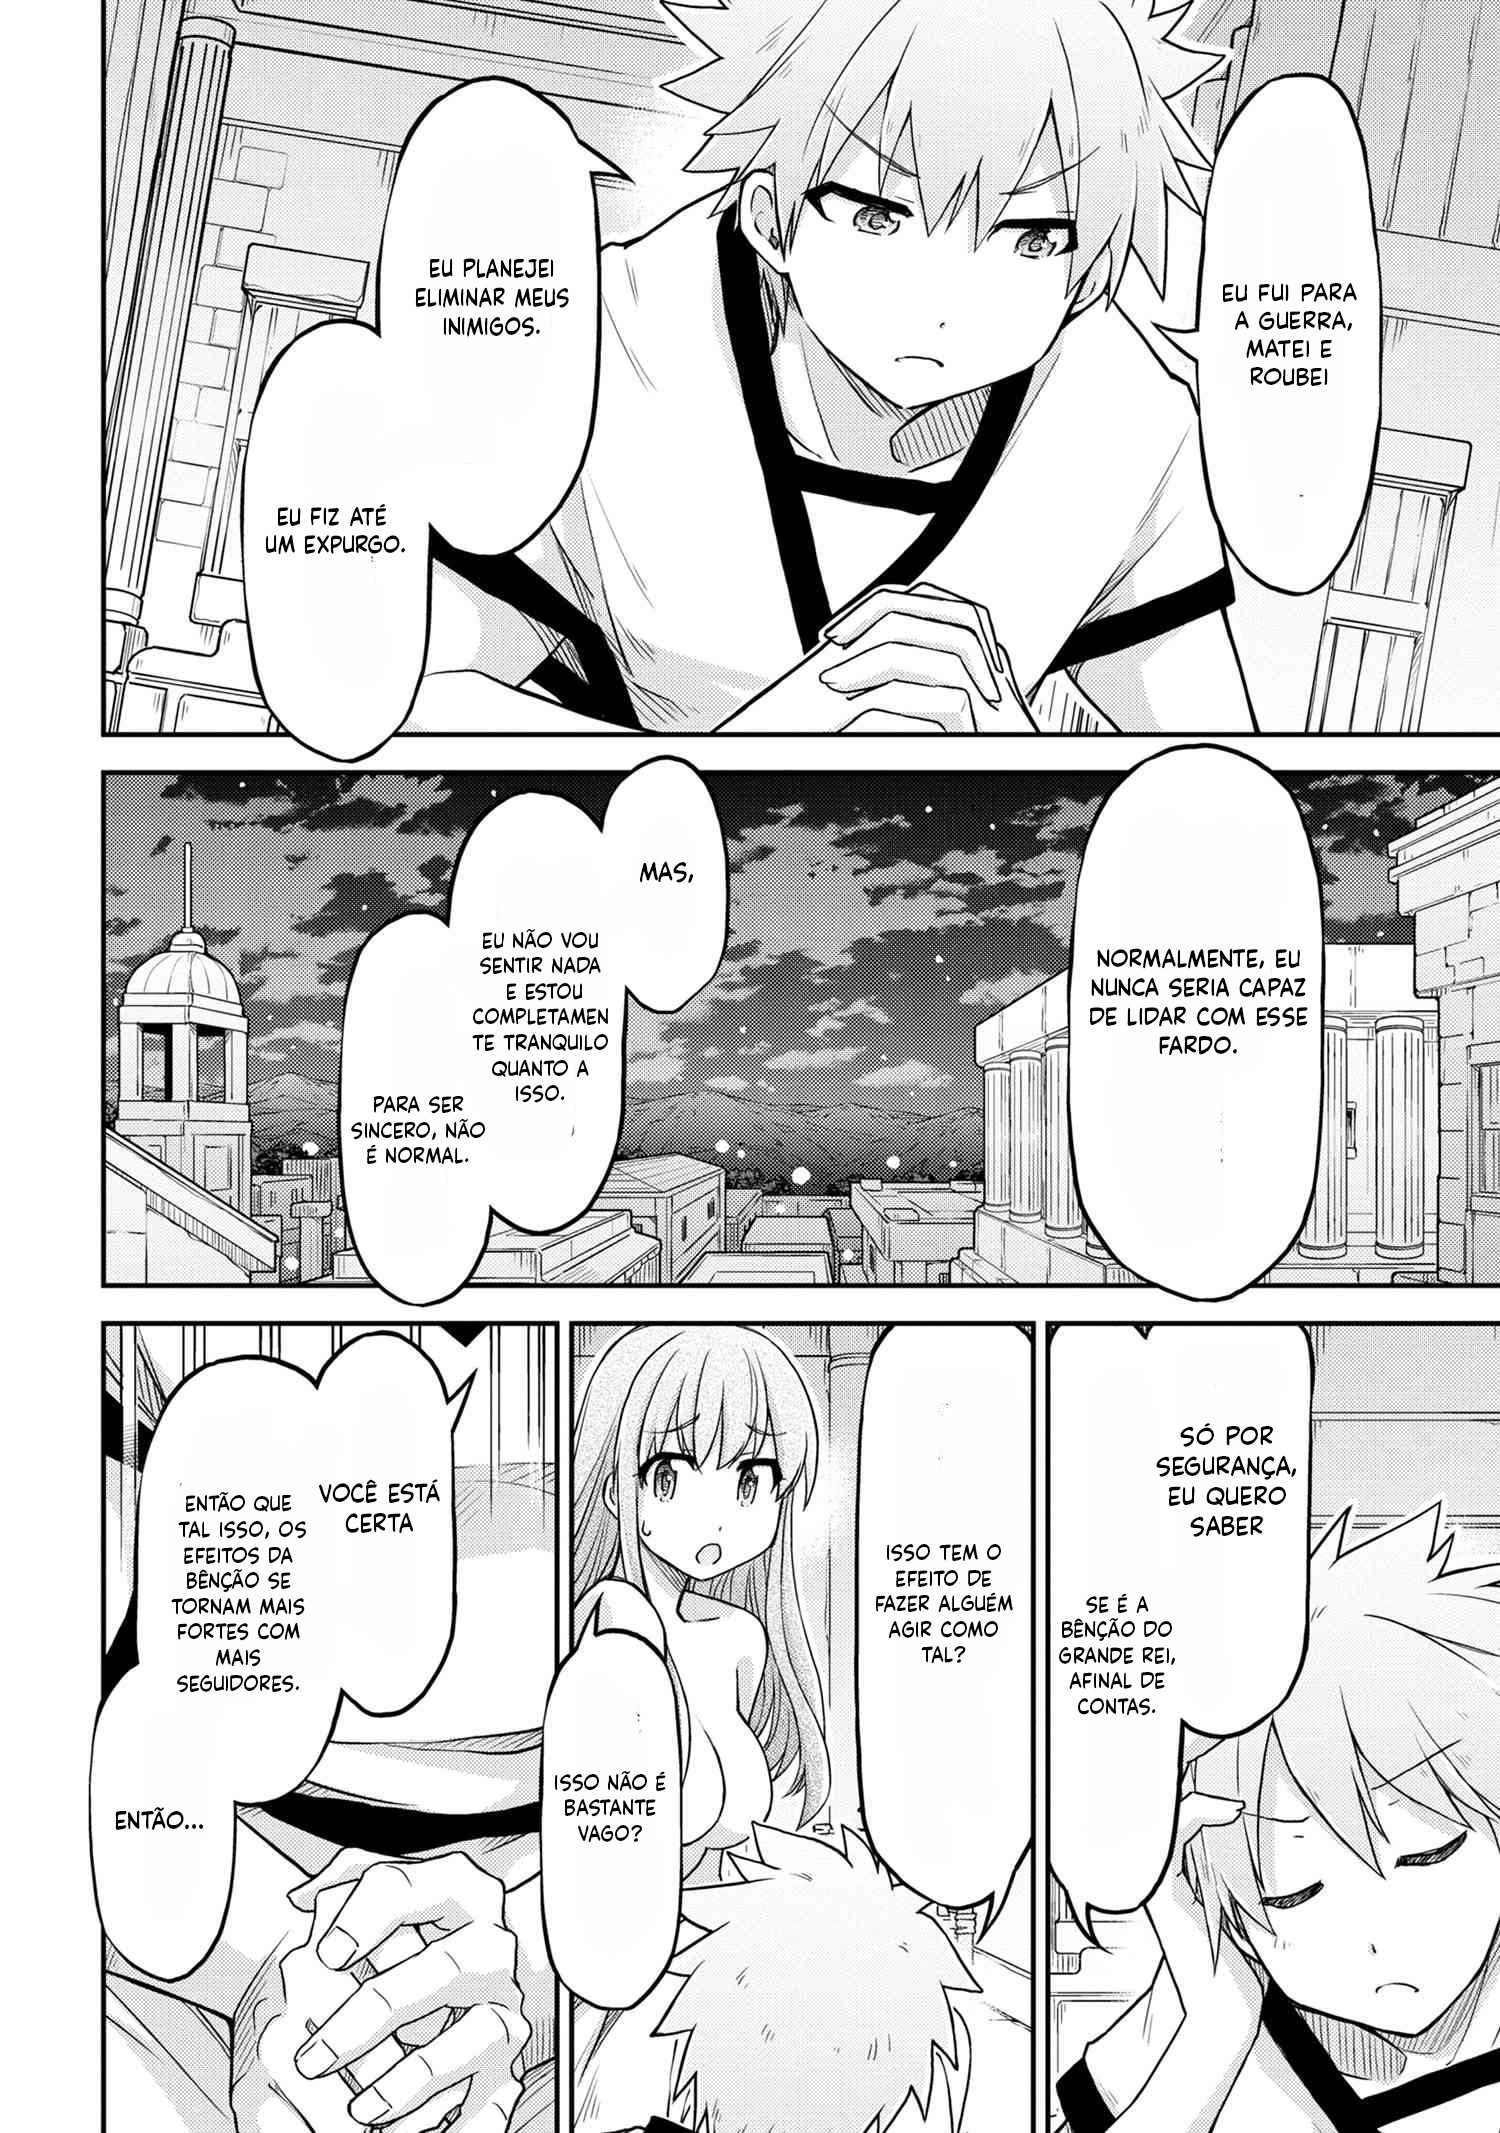 EU FUI PARA
A GUERRA,
MATEI E
ROUBEI
EU PLANEJEI
ELIMINAR MEUS
INIMIGOS.
EU FIZ ATÉ
UM EXPURGO.
NORMALMENTE, EU
NUNCA SERIA CAPAZ
DE LIDAR COM ESSE
FARDO.
MAS,
EU NÃO VOU
SENTIR NADA
E ESTOU
COMPLETAMEN
TE TRANQUILO
QUANTO A
ISSO.
PARA SER
SINCERO, NÃO
É NORMAL.
SÓ POR
SEGURANÇA,
EU QUERO
SABER
SE É A
BÊNÇÃO DO
GRANDE REI,
AFINAL DE
CONTAS.
ISSO TEM O
EFEITO DE
FAZER ALGUÉM
AGIR COMO
TAL?
ISSO NÃO É
BASTANTE
VAGO?
VOCÊ ESTÁ
CERTA
ENTÃO QUE
TAL ISSO, OS
EFEITOS DA
BÊNÇÃO SE
TORNAM MAIS
FORTES COM
MAIS
SEGUIDORES.
ENTÃO...